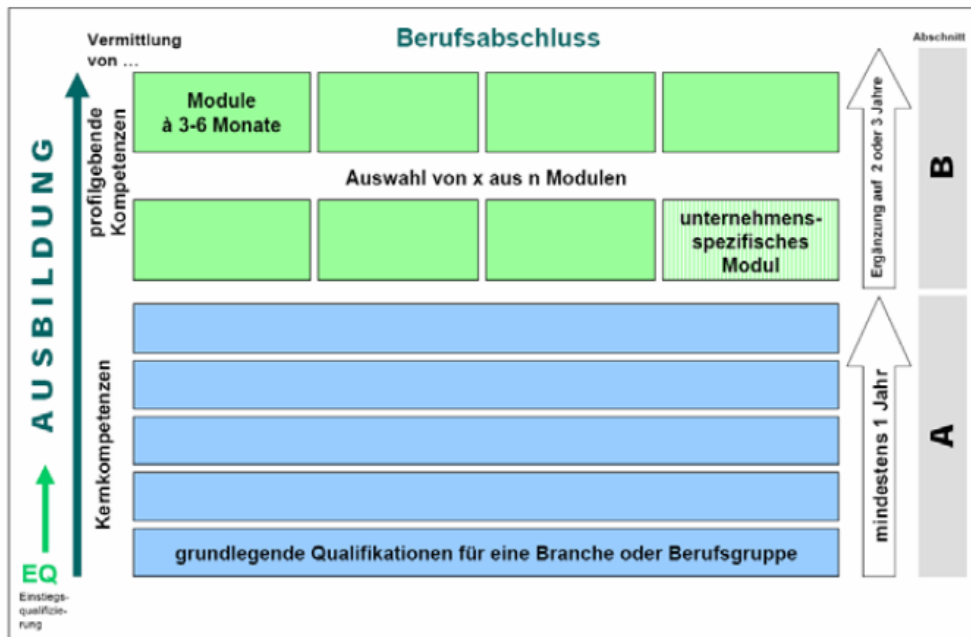 Vermittlung
von ...
Berufsabschluss
Abschnitt
AUSBILDUNG
profilgebende
Kompetenzen
Module
à 3-6 Monate
Auswahl von x aus n Modulen
unternehmens-
spezifisches
Modul
Ergänzung auf 2 oder 3 Jahre
B
Kernkompetenzen
grundlegende Qualifikationen für eine Branche oder Berufsgruppe
mindestens 1 Jahr
A
EQ
Einstiegs-
qualifizie-
rung